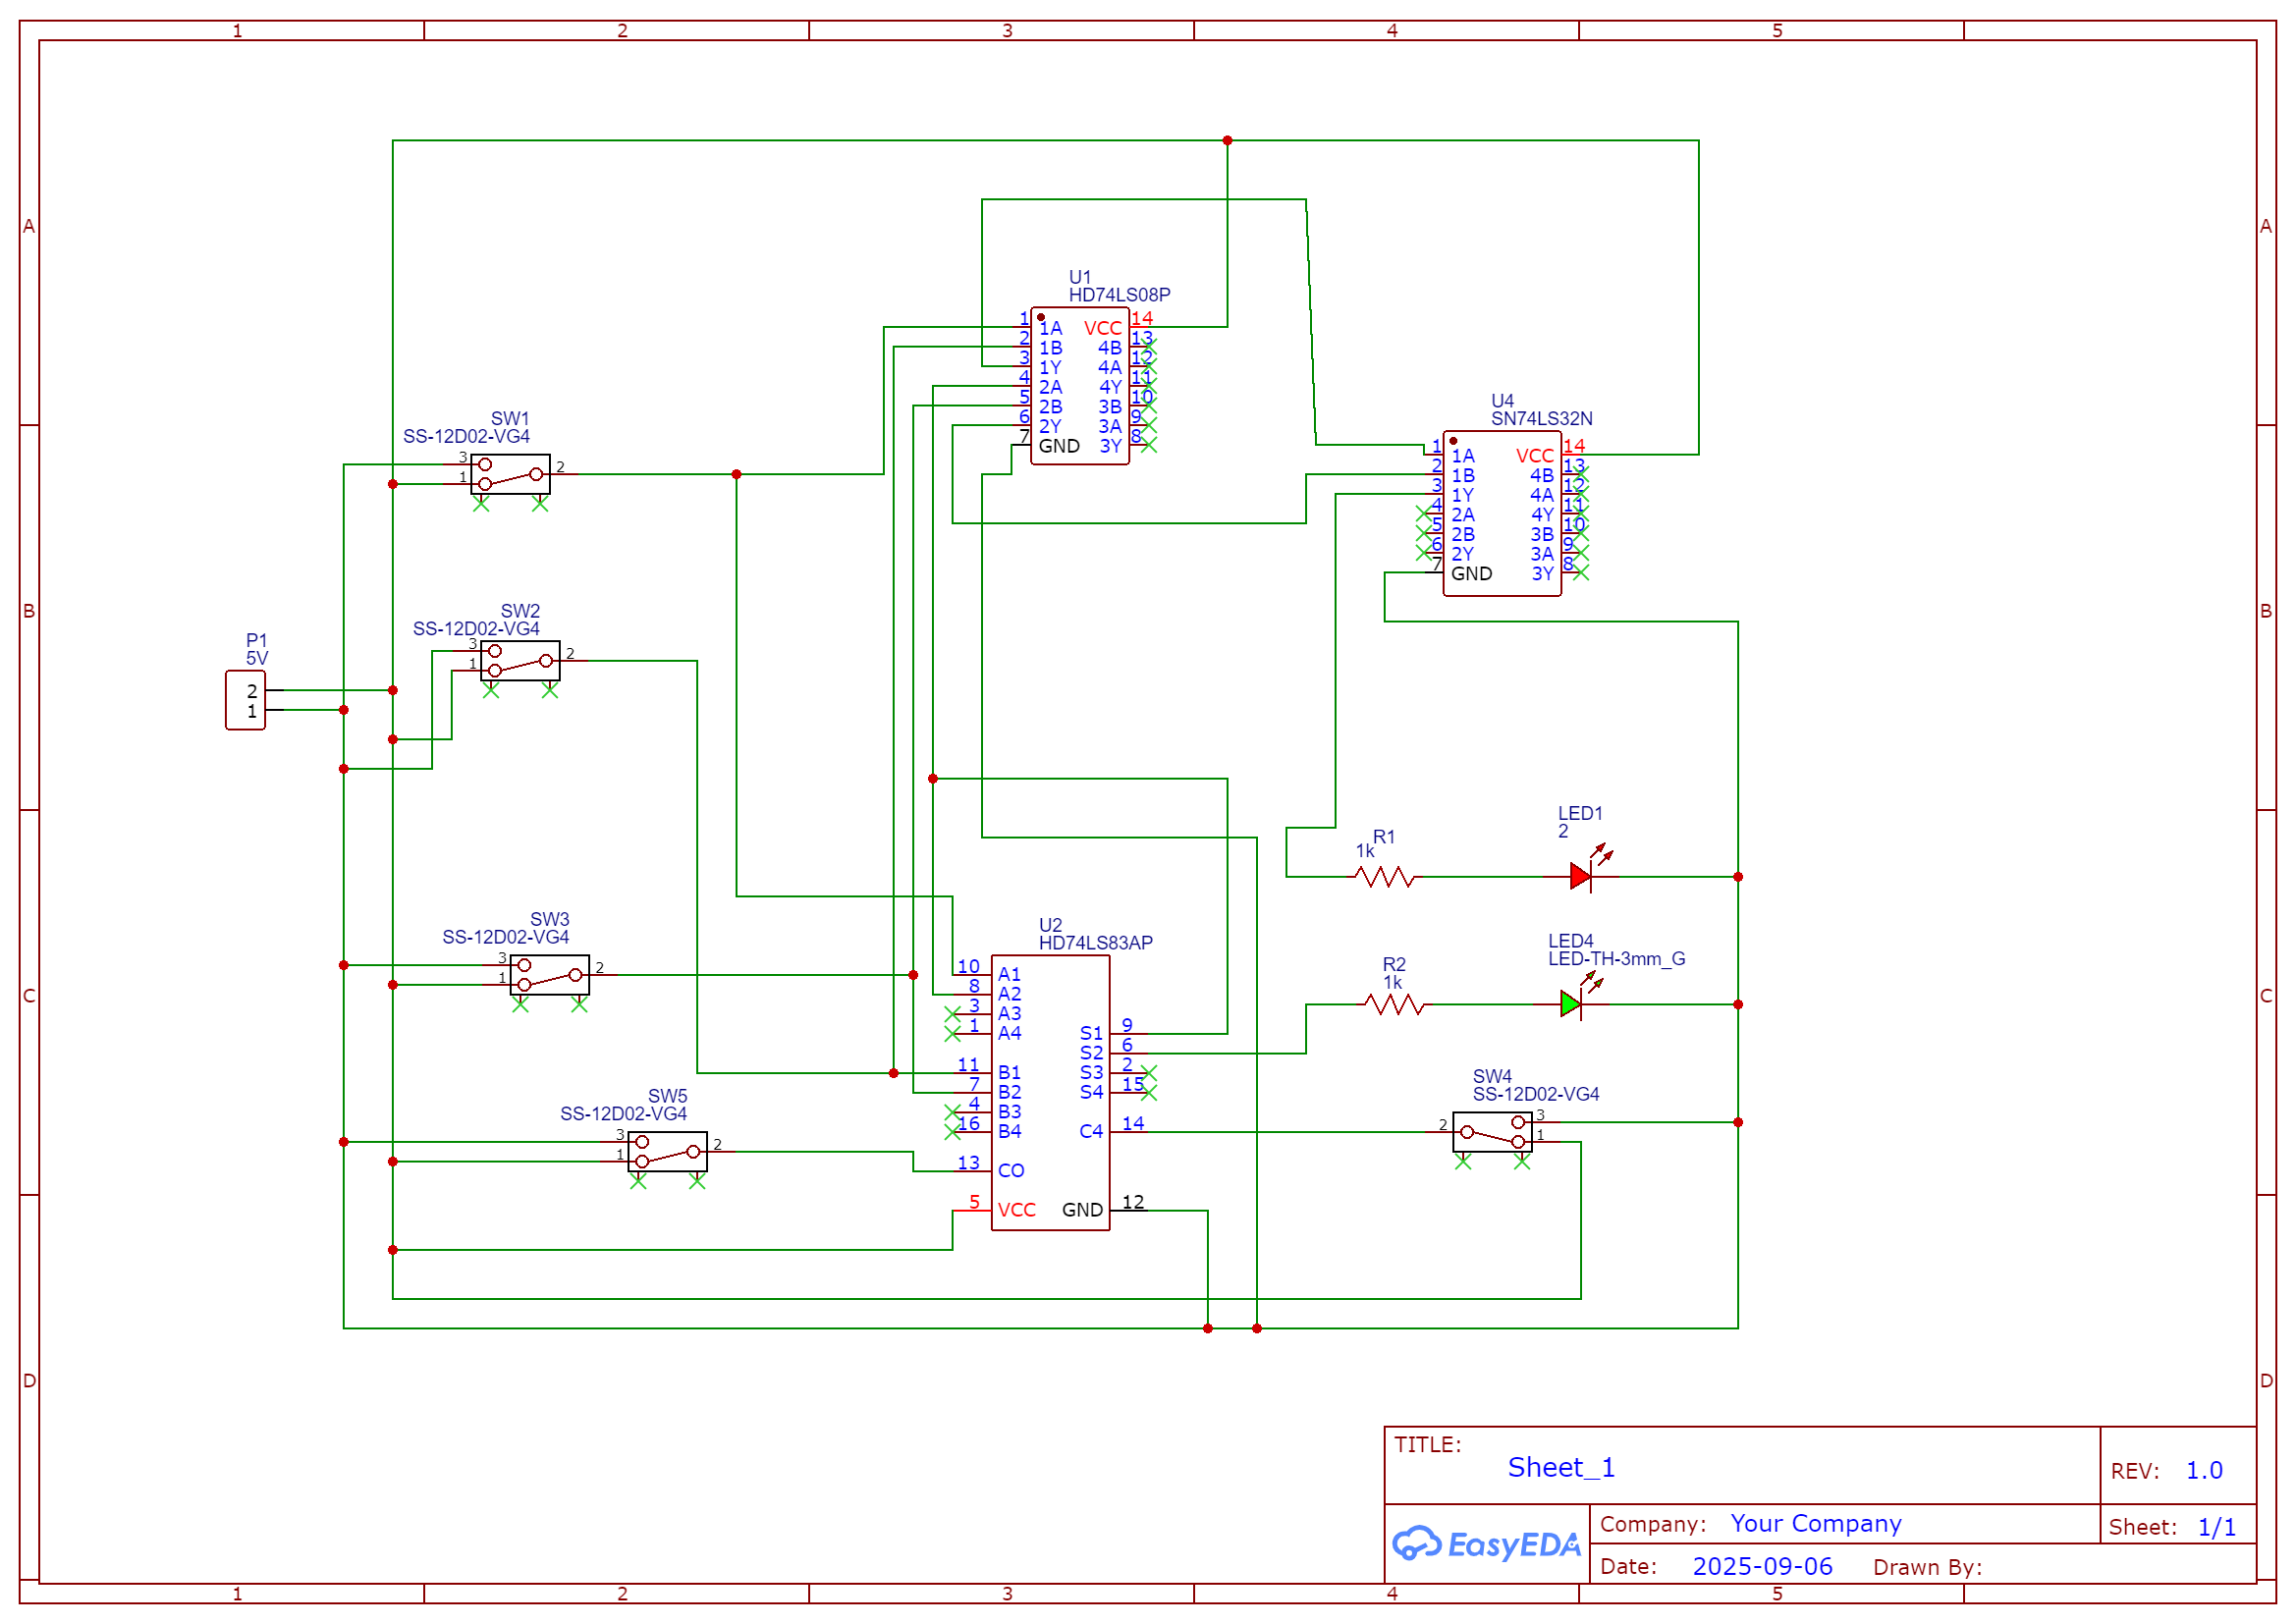 1 2 3 4 5
A A
B B
C C
D D
U1
HD74LS08P
1 1A VCC 14
2 1B 4B 13
3 1Y 4A 12
4 2A 4Y 11
5 2B 3B 10
6 2Y 3A 9
7 GND 3Y 8
U4
SN74LS32N
1 1A VCC 14
2 1B 4B 13
3 1Y 4A 12
4 2A 4Y 11
5 2B 3B 10
6 2Y 3A 9
7 GND 3Y 8
SW1
SS-12D02-VG4
3
1
2
SW2
SS-12D02-VG4
3
1
2
P1
5V
2
1
LED1
2
R1
1k
SW3
SS-12D02-VG4
3
1
2
U2
HD74LS83AP
10 A1
8 A2
3 A3
1 A4 S1 9
S2 6
11 B1 S3 2
7 B2 S4 15
4 B3
16 B4 C4 14
13 CO
5 VCC GND 12
LED4
LED-TH-3mm_G
R2
1k
SW5
SS-12D02-VG4
3
1
2
SW4
SS-12D02-VG4
2
3
1
TITLE:
Sheet_1
REV: 1.0
EasyEDA
Company: Your Company
Sheet: 1/1
Date: 2025-09-06 Drawn By:
1 2 3 4 5